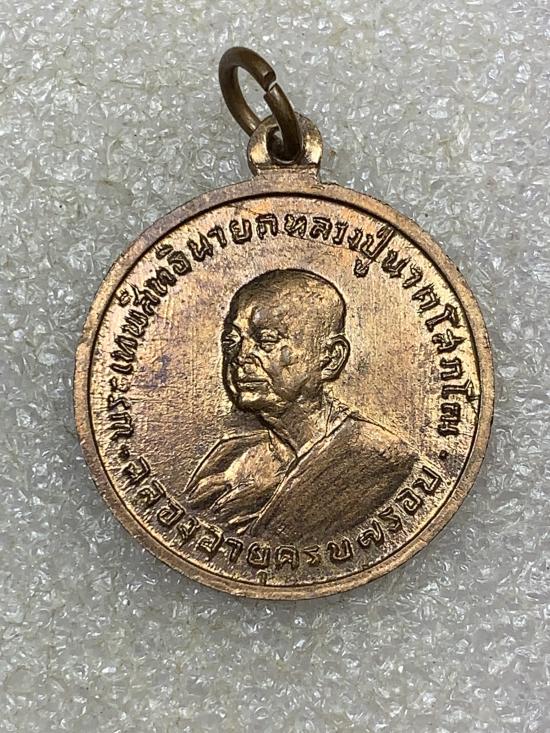 พระเทพสิทธินายกหลวงปู่นาคโสภโณ
ฉลองอายุครบ๗รอบ